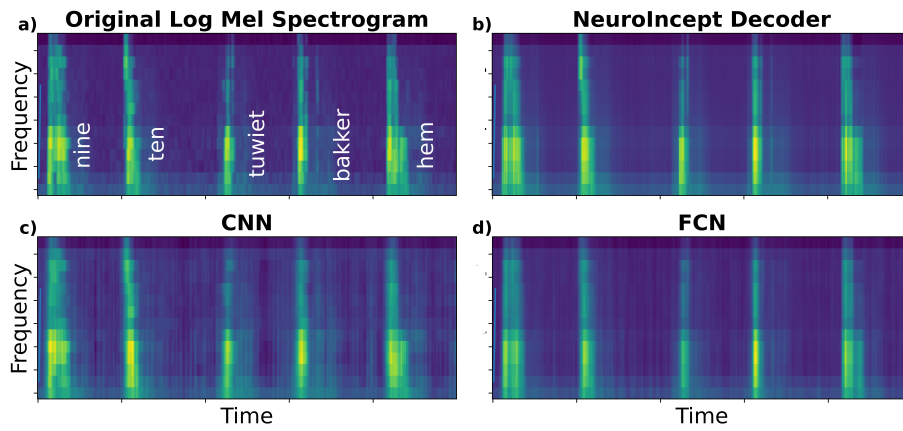 a) Original Log Mel Spectrogram
b) NeuroIncept Decoder
Frequency
nine
ten
tuwiet
bakker
hem
c) CNN
d) FCN
Frequency
Time
Time